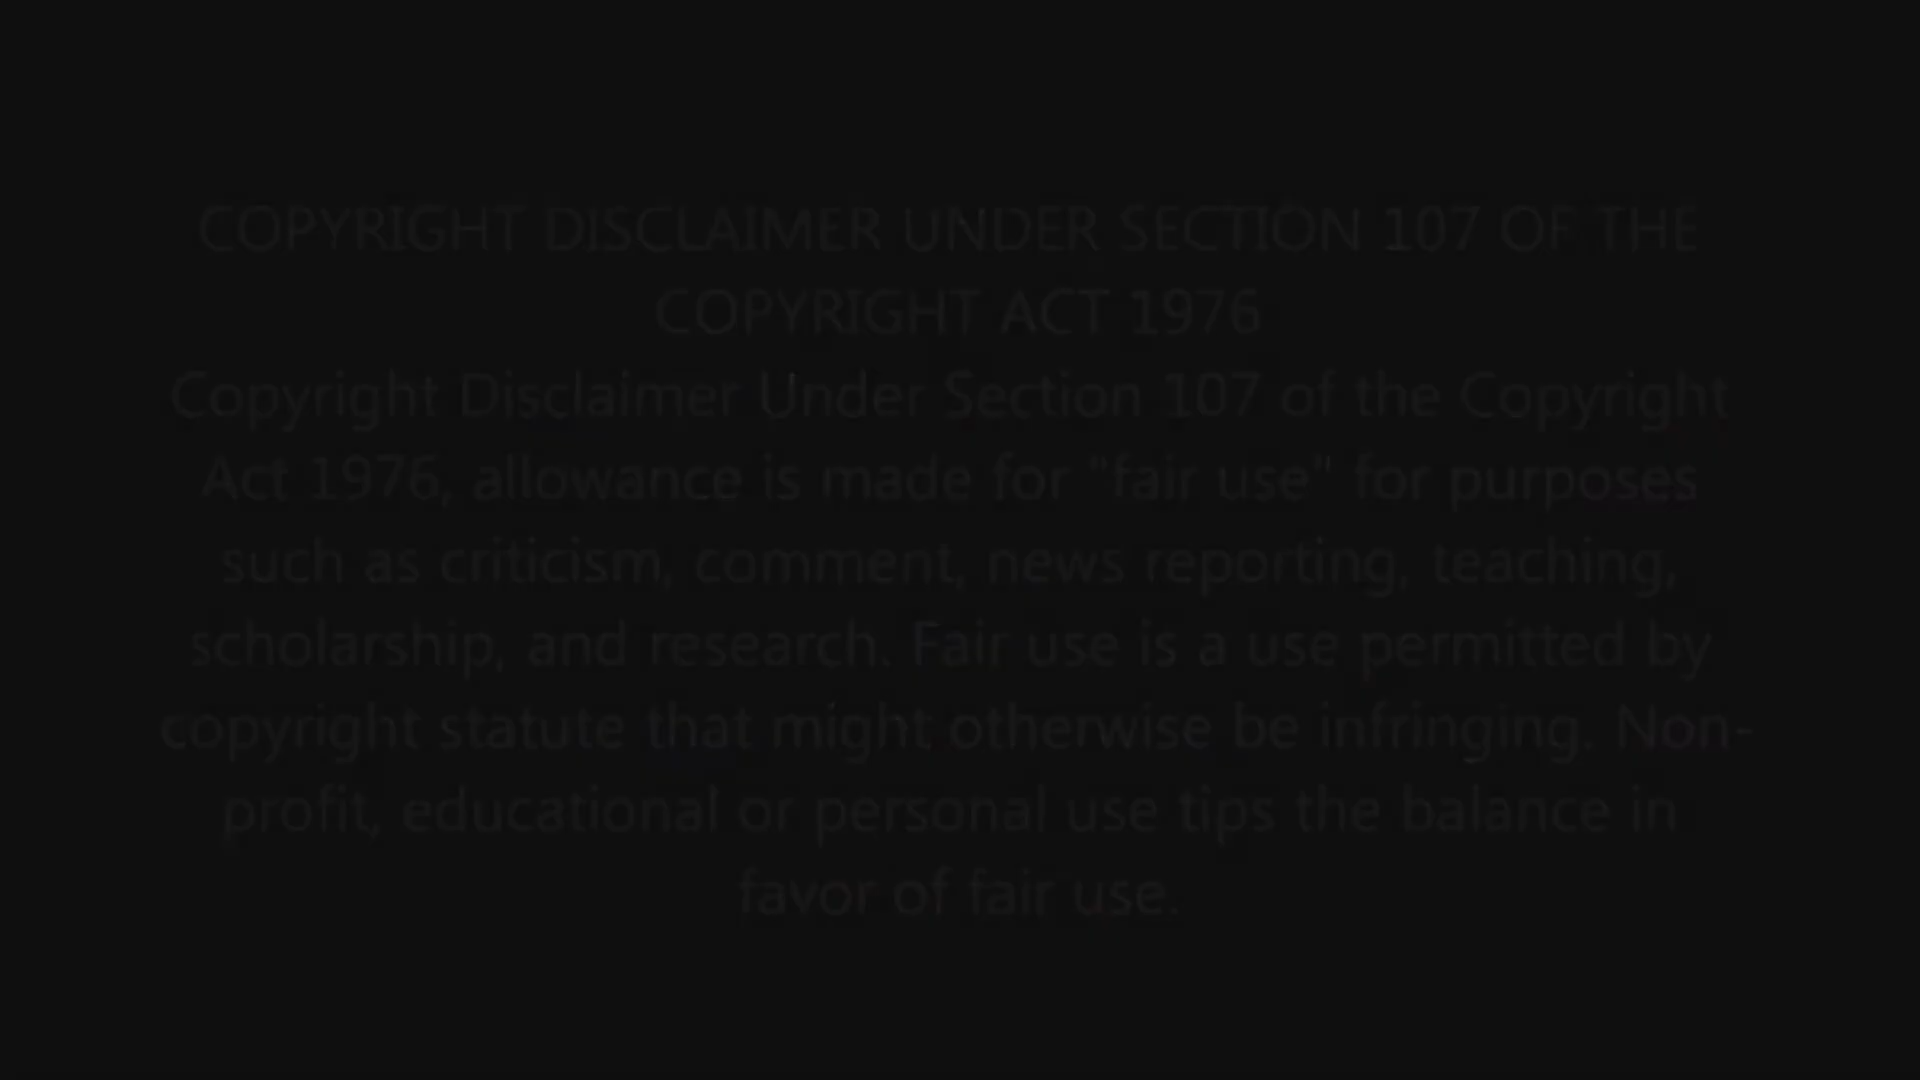 COPYRIGHT DISCLAIMER UNDER SECTION 107 OF THE
COPYRIGHT ACT 1976
Copyright Disclaimer Under Section 107 of the Copyright
Act 1976, allowance is made for "fair use" for purposes
such as criticism, comment, news reporting, teaching,
scholarship, and research. Fair use is a use permitted by
copyright statute that might otherwise be infringing. Non-
profit, educational or personal use tips the balance in
favor of fair use.